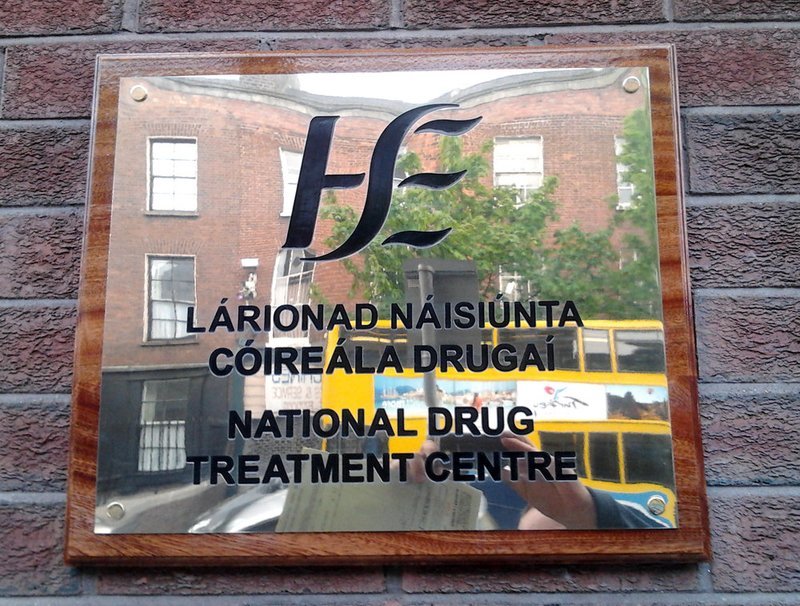 HSE
LÁRIONAD NÁISIÚNTA
CÓIREÁLA DRUGAÍ
NATIONAL DRUG
TREATMENT CENTRE